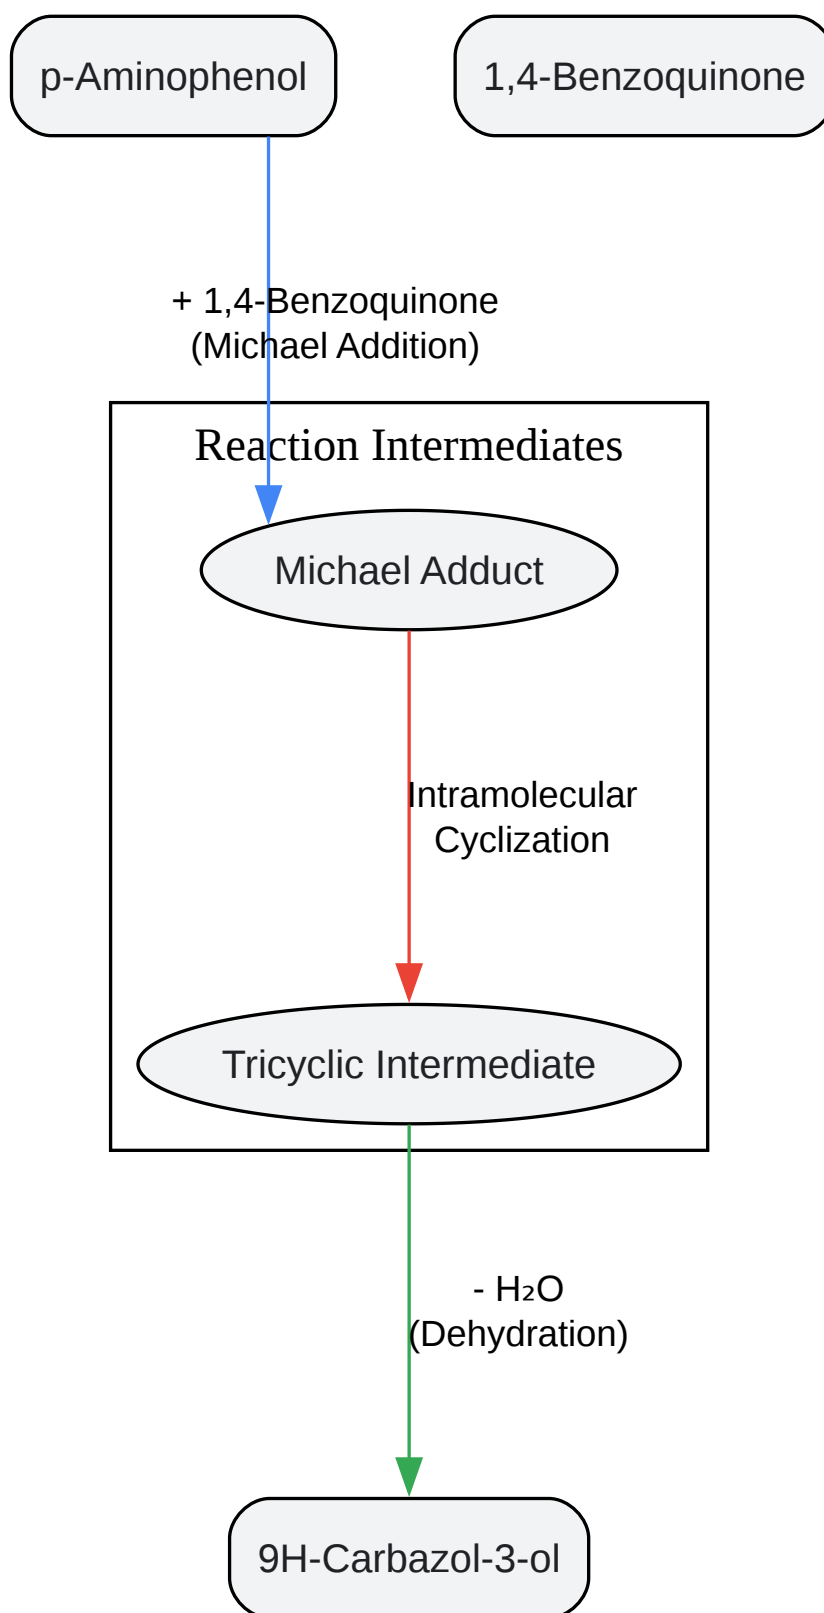 p-Aminophenol
1,4-Benzoquinone
+ 1,4-Benzoquinone
(Michael Addition)
Reaction Intermediates
Michael Adduct
Intramolecular
Cyclization
Tricyclic Intermediate
- H₂O
(Dehydration)
9H-Carbazol-3-ol